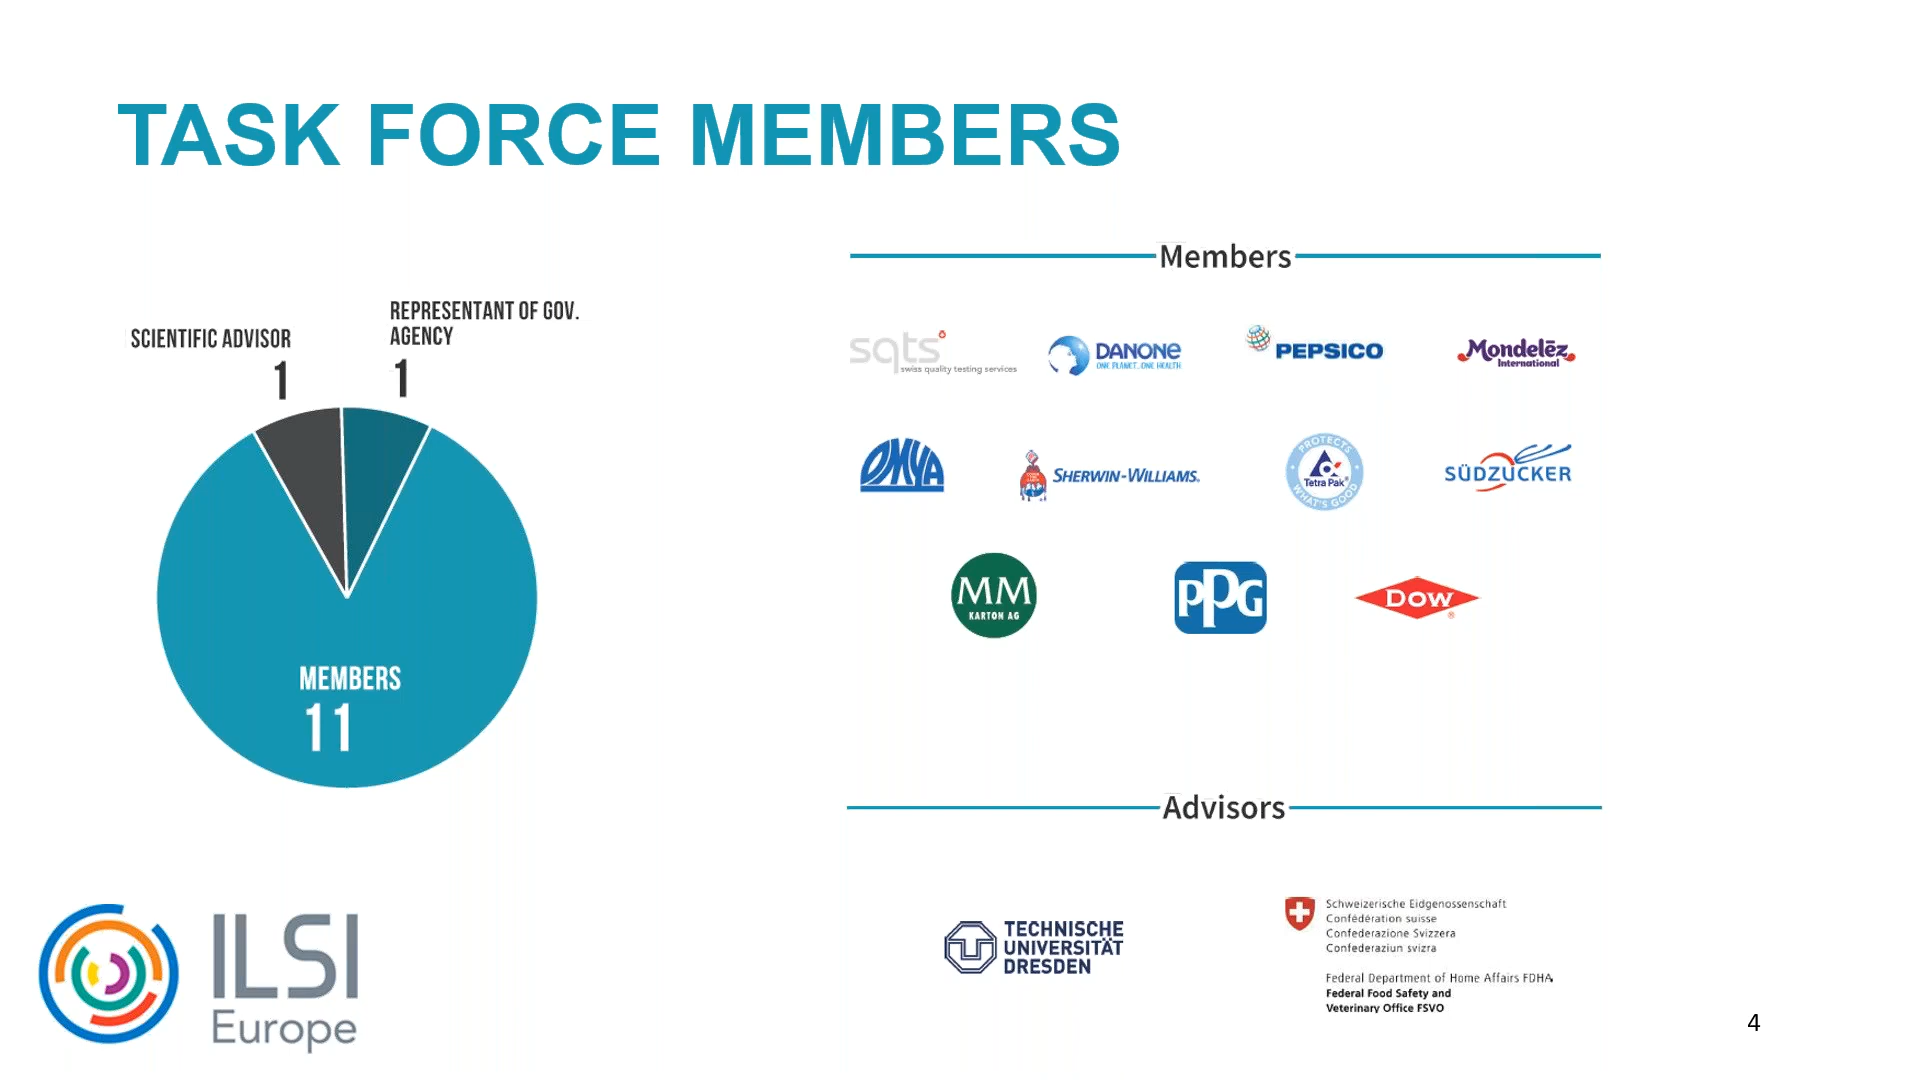 TASK FORCE MEMBERS
SCIENTIFIC ADVISOR
1
REPRESENTANT OF GOV.
AGENCY
1
MEMBERS
11
Members
sqts
swiss quality testing services
DANONE
ONE PLANET. ONE HEALTH
PEPSICO
Mondelēz
International
OMYA
SHERWIN-WILLIAMS.
PROTECTS
Tetra Pak
WHAT'S GOOD
SÜDZUCKER
MM
KARTON AG
PPG
Dow
Advisors
TECHNISCHE
UNIVERSITÄT
DRESDEN
Schweizerische Eidgenossenschaft
Confédération suisse
Confederazione Svizzera
Confederaziun svizra
Federal Department of Home Affairs FDHA
Federal Food Safety and
Veterinary Office FSVO
ILSI
Europe
4